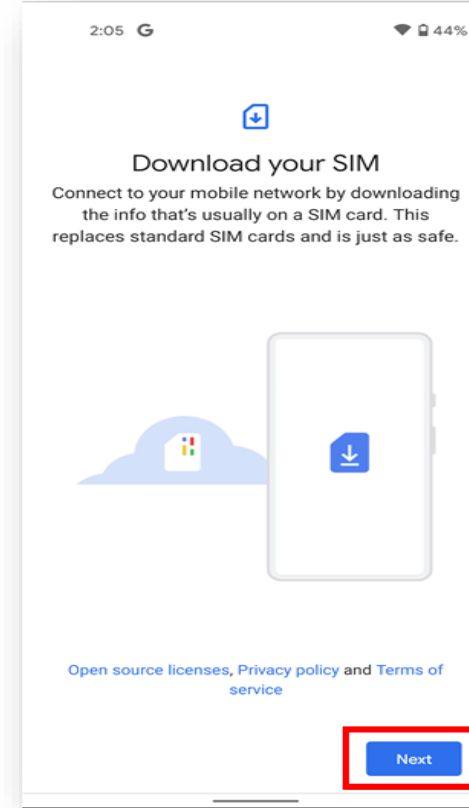 2:05 G 44%
Download your SIM
Connect to your mobile network by downloading
the info that's usually on a SIM card. This
replaces standard SIM cards and is just as safe.
Open source licenses, Privacy policy and Terms of
service
Next